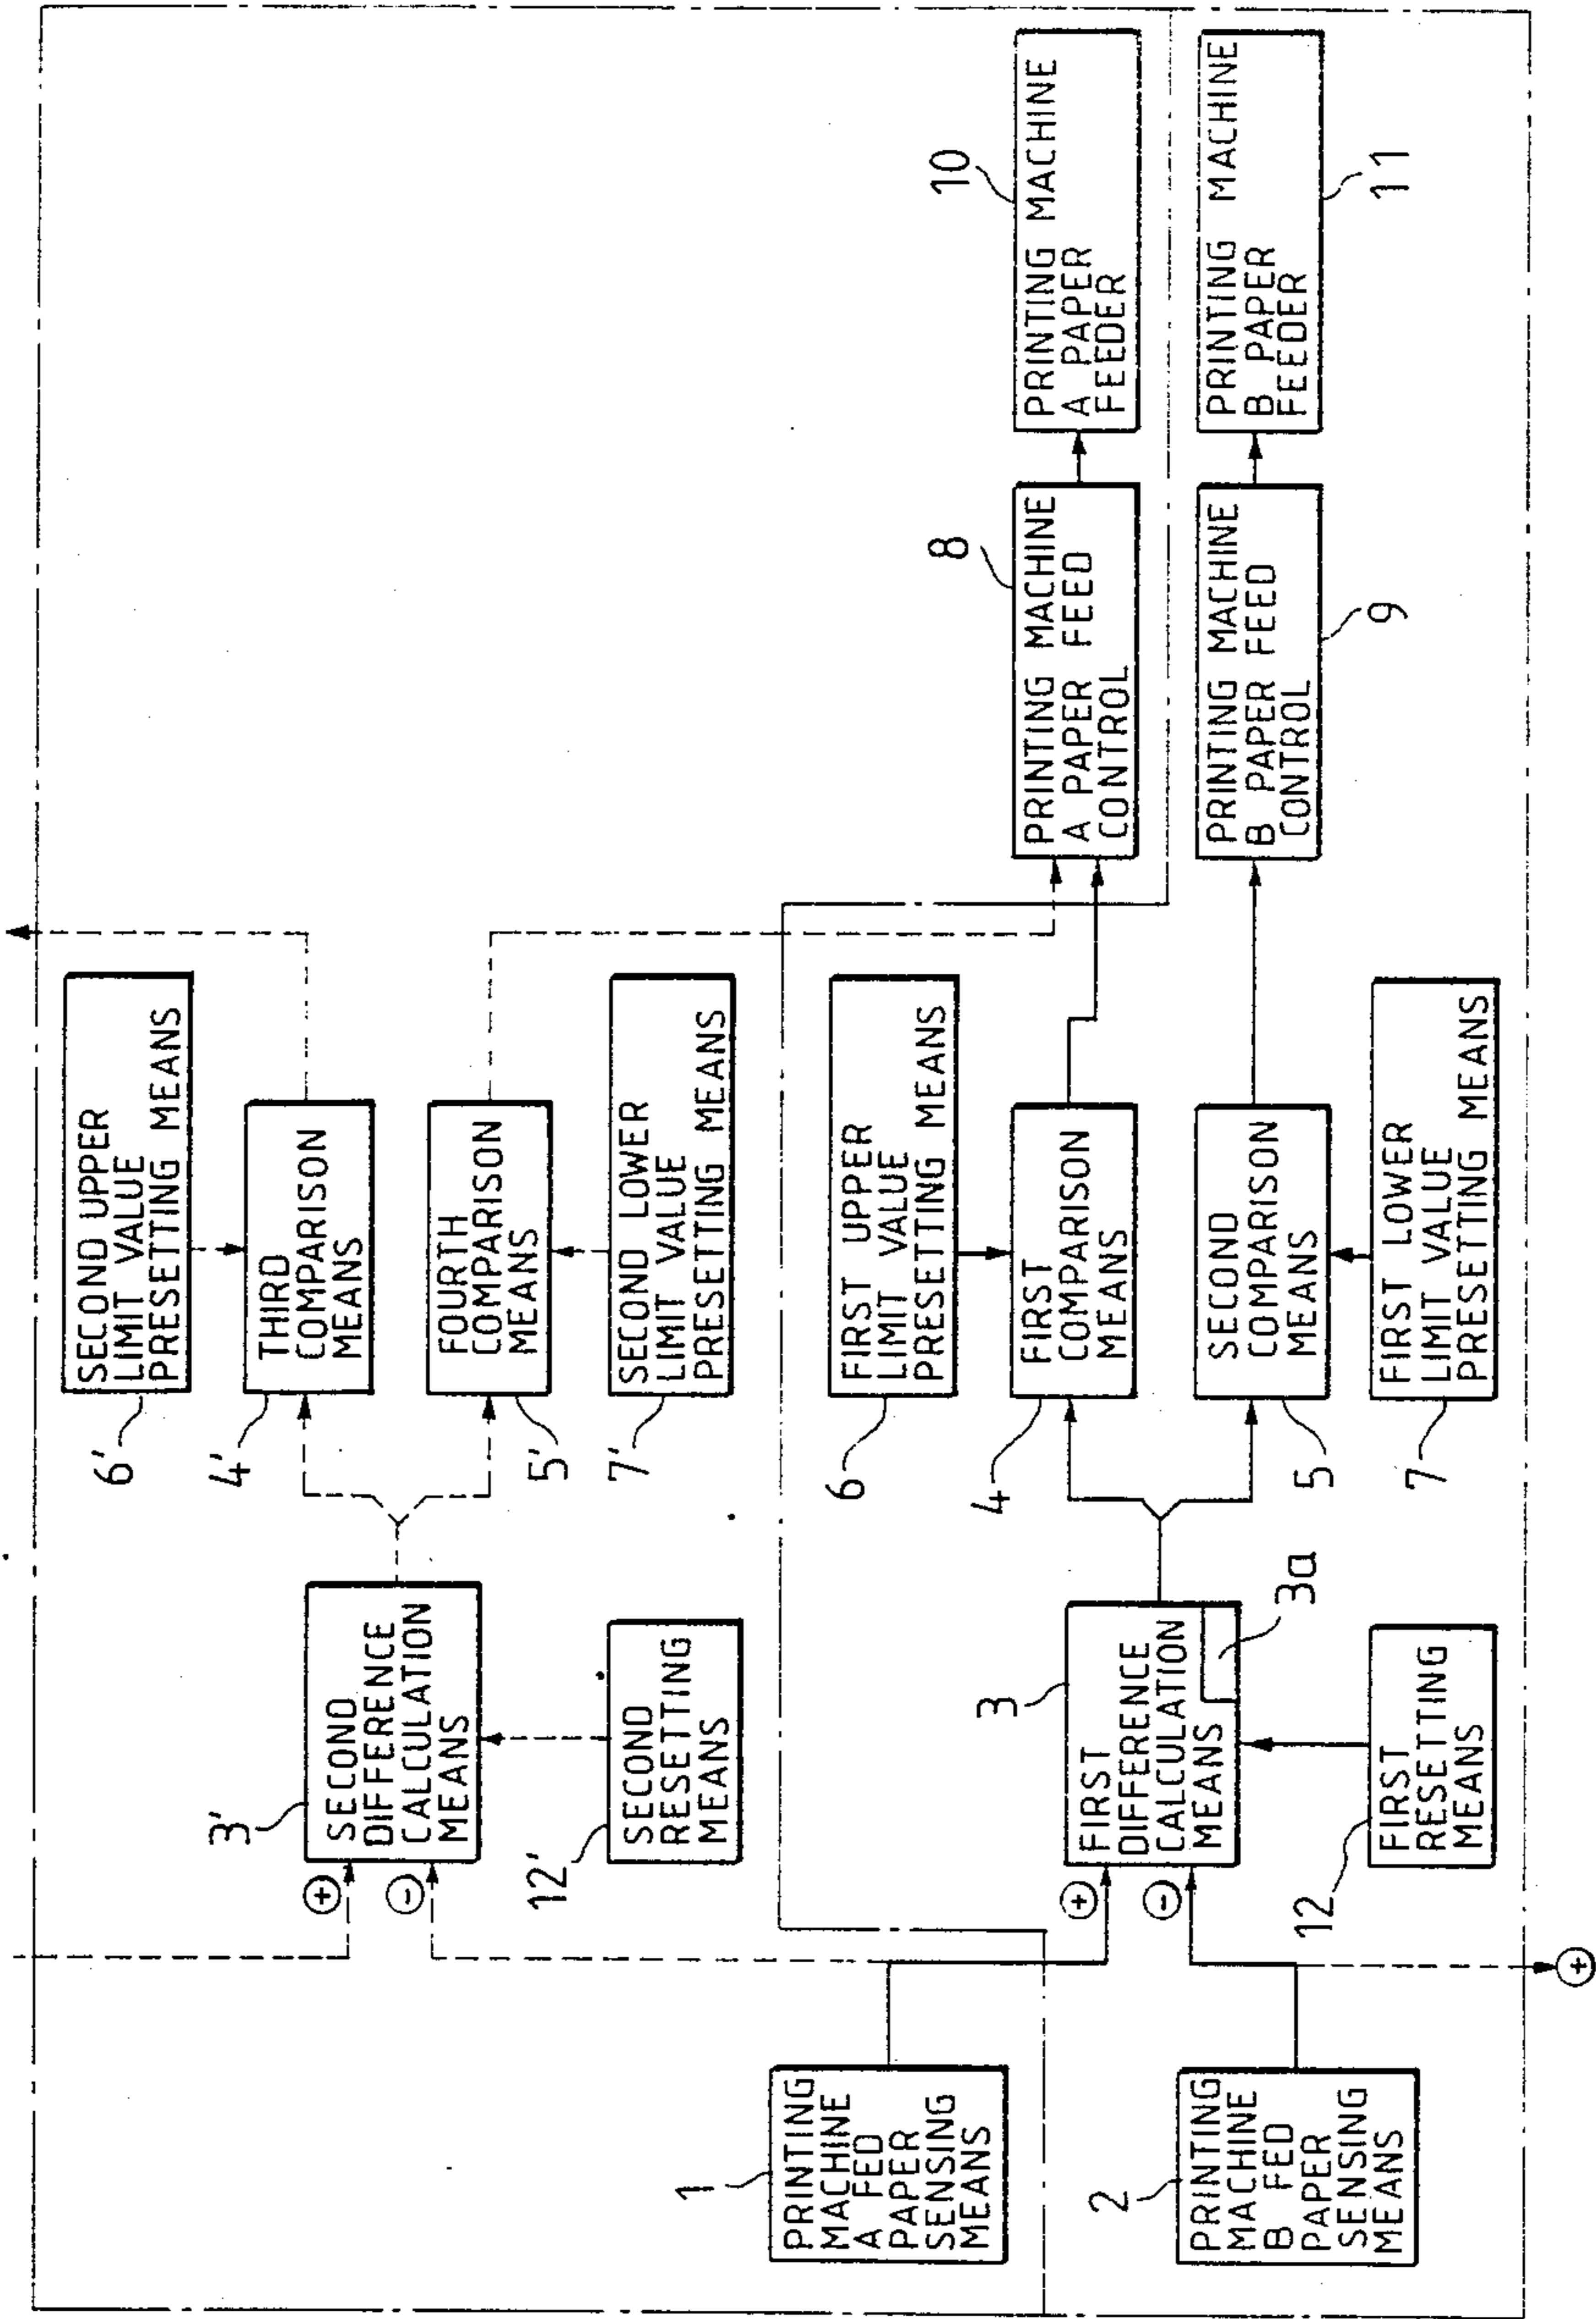 6'
SECOND UPPER
LIMIT VALUE
PRESETTING MEANS
4'
THIRD
COMPARISON
MEANS
3'
SECOND
DIFFERENCE
CALCULATION
MEANS
+
-
5'
FOURTH
COMPARISON
MEANS
12'
SECOND
RESETTING
MEANS
7'
SECOND LOWER
LIMIT VALUE
PRESETTING MEANS
1
PRINTING
MACHINE
A FED
PAPER
SENSING
MEANS
6
FIRST UPPER
LIMIT VALUE
PRESETTING MEANS
3
FIRST
DIFFERENCE
CALCULATION
MEANS
3a
+
-
4
FIRST
COMPARISON
MEANS
8
PRINTING MACHINE
A PAPER FEED
CONTROL
10
PRINTING MACHINE
A PAPER
FEEDER
2
PRINTING
MACHINE
B FED
PAPER
SENSING
MEANS
5
SECOND
COMPARISON
MEANS
9
PRINTING MACHINE
B PAPER FEED
CONTROL
11
PRINTING MACHINE
B PAPER
FEEDER
12
FIRST
RESETTING
MEANS
7
FIRST LOWER
LIMIT VALUE
PRESETTING MEANS
+